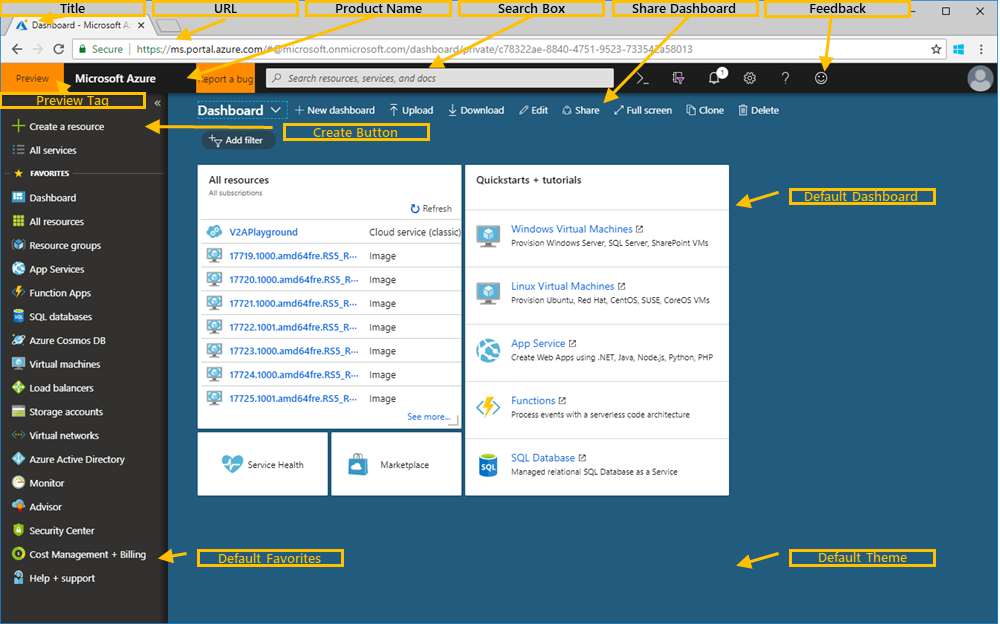 Title
URL
Product Name
Search Box
Share Dashboard
Feedback
Dashboard - Microsoft A
Secure
https://ms.portal.azure.com/#@microsoft.onmicrosoft.com/dashboard/private/c78322ae-8840-4751-9523-733542a58013
Preview
Microsoft Azure
Report a bug
Search resources, services, and docs
1
Preview Tag
Dashboard
New dashboard
Upload
Download
Edit
Share
Full screen
Clone
Delete
Create a resource
Create Button
Add filter
All services
FAVORITES
Dashboard
All resources
Resource groups
App Services
Function Apps
SQL databases
Azure Cosmos DB
Virtual machines
Load balancers
Storage accounts
Virtual networks
Azure Active Directory
Monitor
Advisor
Security Center
Cost Management + Billing
Help + support
All resources
All subscriptions
Refresh
V2APlayground Cloud service (classic)
17719.1000.amd64fre.RS5_R··· Image
17720.1000.amd64fre.RS5_R··· Image
17721.1000.amd64fre.RS5_R··· Image
17722.1001.amd64fre.RS5_R··· Image
17723.1000.amd64fre.RS5_R··· Image
17724.1000.amd64fre.RS5_R··· Image
17725.1001.amd64fre.RS5_R··· Image
See more...
Service Health
Marketplace
Quickstarts + tutorials
Windows Virtual Machines
Provision Windows Server, SQL Server, SharePoint VMs
Linux Virtual Machines
Provision Ubuntu, Red Hat, CentOS, SUSE, CoreOS VMs
App Service
Create Web Apps using .NET, Java, Node.js, Python, PHP
Functions
Process events with a serverless code architecture
SQL
SQL Database
Managed relational SQL Database as a Service
Default Dashboard
Default Favorites
Default Theme